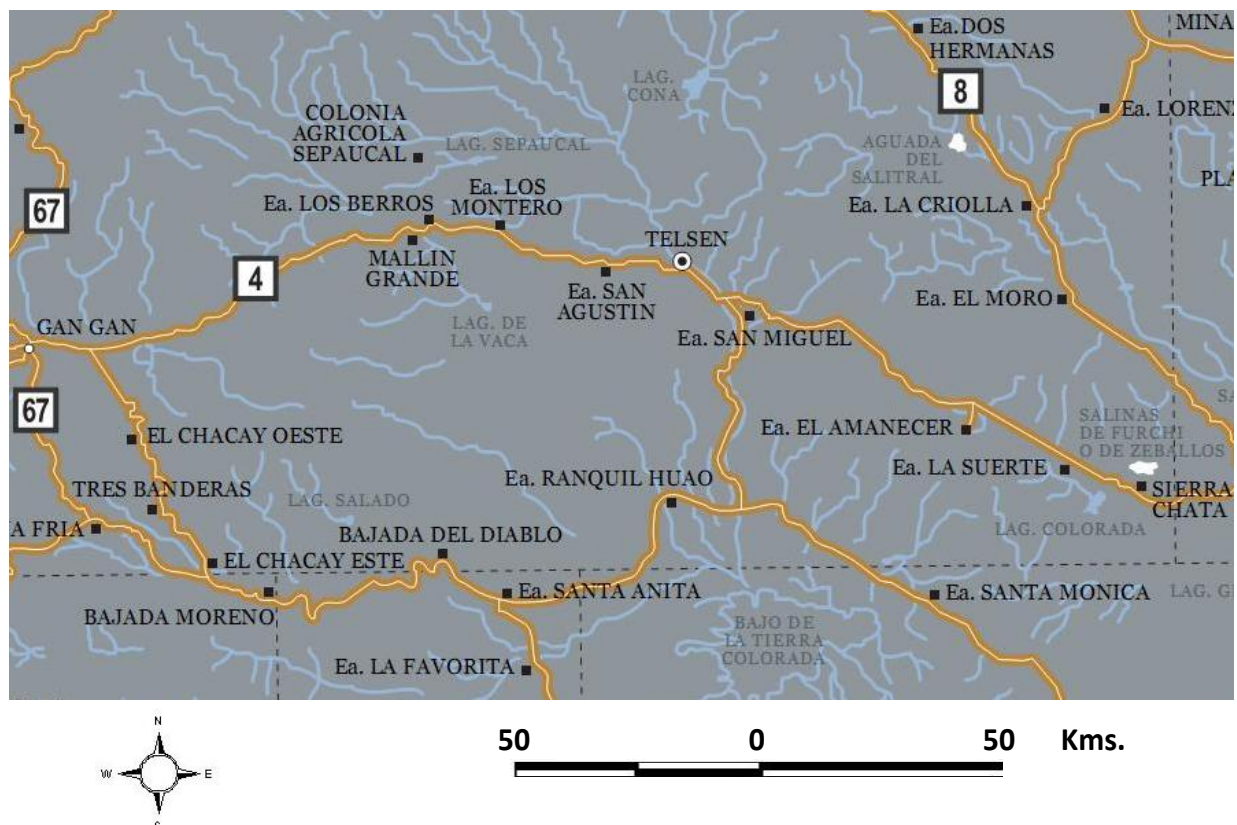 Ea. DOS
HERMANAS
MINA
LAG.
CONA
8
COLONIA
AGRICOLA
SEPAUCAL
LAG. SEPAUCAL
Ea. LORENZ
AGUADA
DEL
SALITRAL
PLA
67
Ea. LOS
MONTERO
Ea. LOS BERROS
Ea. LA CRIOLLA
TELSEN
MALLIN
GRANDE
4
Ea. SAN
AGUSTIN
Ea. EL MORO
GAN GAN
LAG. DE
LA VACA
Ea. SAN MIGUEL
67
SA
EL CHACAY OESTE
Ea. EL AMANECER
SALINAS
DE FURCHI
O DE ZEBALLOS
Ea. LA SUERTE
TRES BANDERAS
LAG. SALADO
Ea. RANQUIL HUAO
SIERRA
CHATA
A FRIA
BAJADA DEL DIABLO
LAG. COLORADA
EL CHACAY ESTE
Ea. SANTA ANITA
Ea. SANTA MONICA
LAG. G
BAJADA MORENO
BAJO DE
LA TIERRA
COLORADA
Ea. LA FAVORITA
N
W E
S
50 0 50 Kms.